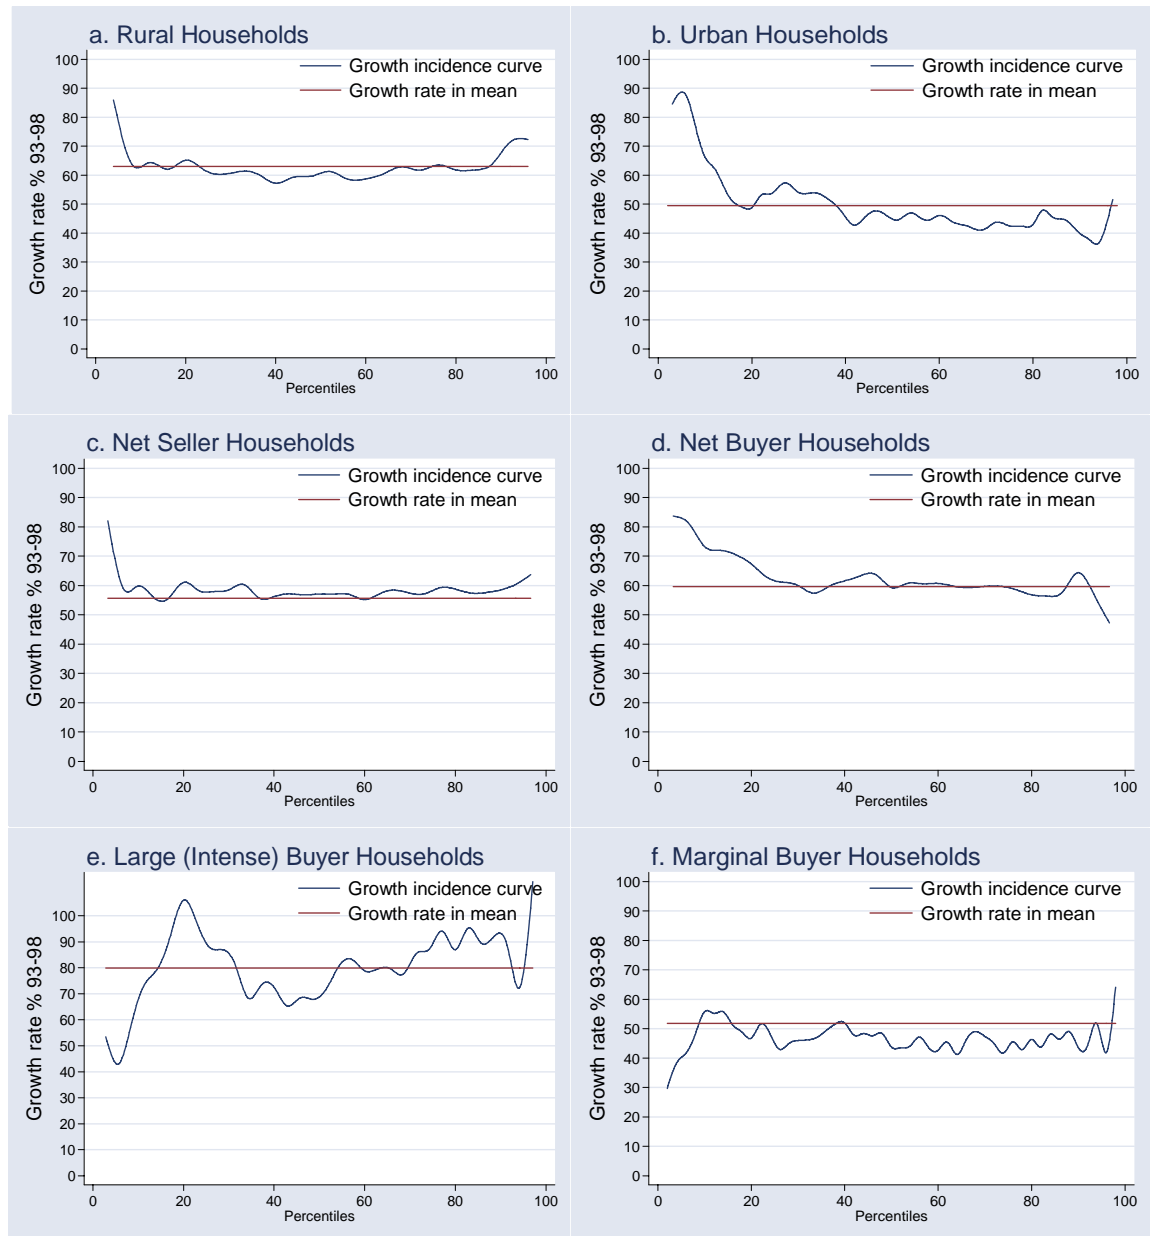 a. Rural Households
Growth rate % 93-98
100
90
80
70
60
50
40
30
20
10
0
Growth incidence curve
Growth rate in mean
0 20 40 60 80 100
Percentiles
b. Urban Households
Growth rate % 93-98
100
90
80
70
60
50
40
30
20
10
0
Growth incidence curve
Growth rate in mean
0 20 40 60 80 100
Percentiles
c. Net Seller Households
Growth rate % 93-98
100
90
80
70
60
50
40
30
20
10
0
Growth incidence curve
Growth rate in mean
0 20 40 60 80 100
Percentiles
d. Net Buyer Households
Growth rate % 93-98
100
90
80
70
60
50
40
30
20
10
0
Growth incidence curve
Growth rate in mean
0 20 40 60 80 100
Percentiles
e. Large (Intense) Buyer Households
Growth rate % 93-98
100
90
80
70
60
50
40
30
20
10
0
Growth incidence curve
Growth rate in mean
0 20 40 60 80 100
Percentiles
f. Marginal Buyer Households
Growth rate % 93-98
100
90
80
70
60
50
40
30
20
10
0
Growth incidence curve
Growth rate in mean
0 20 40 60 80 100
Percentiles